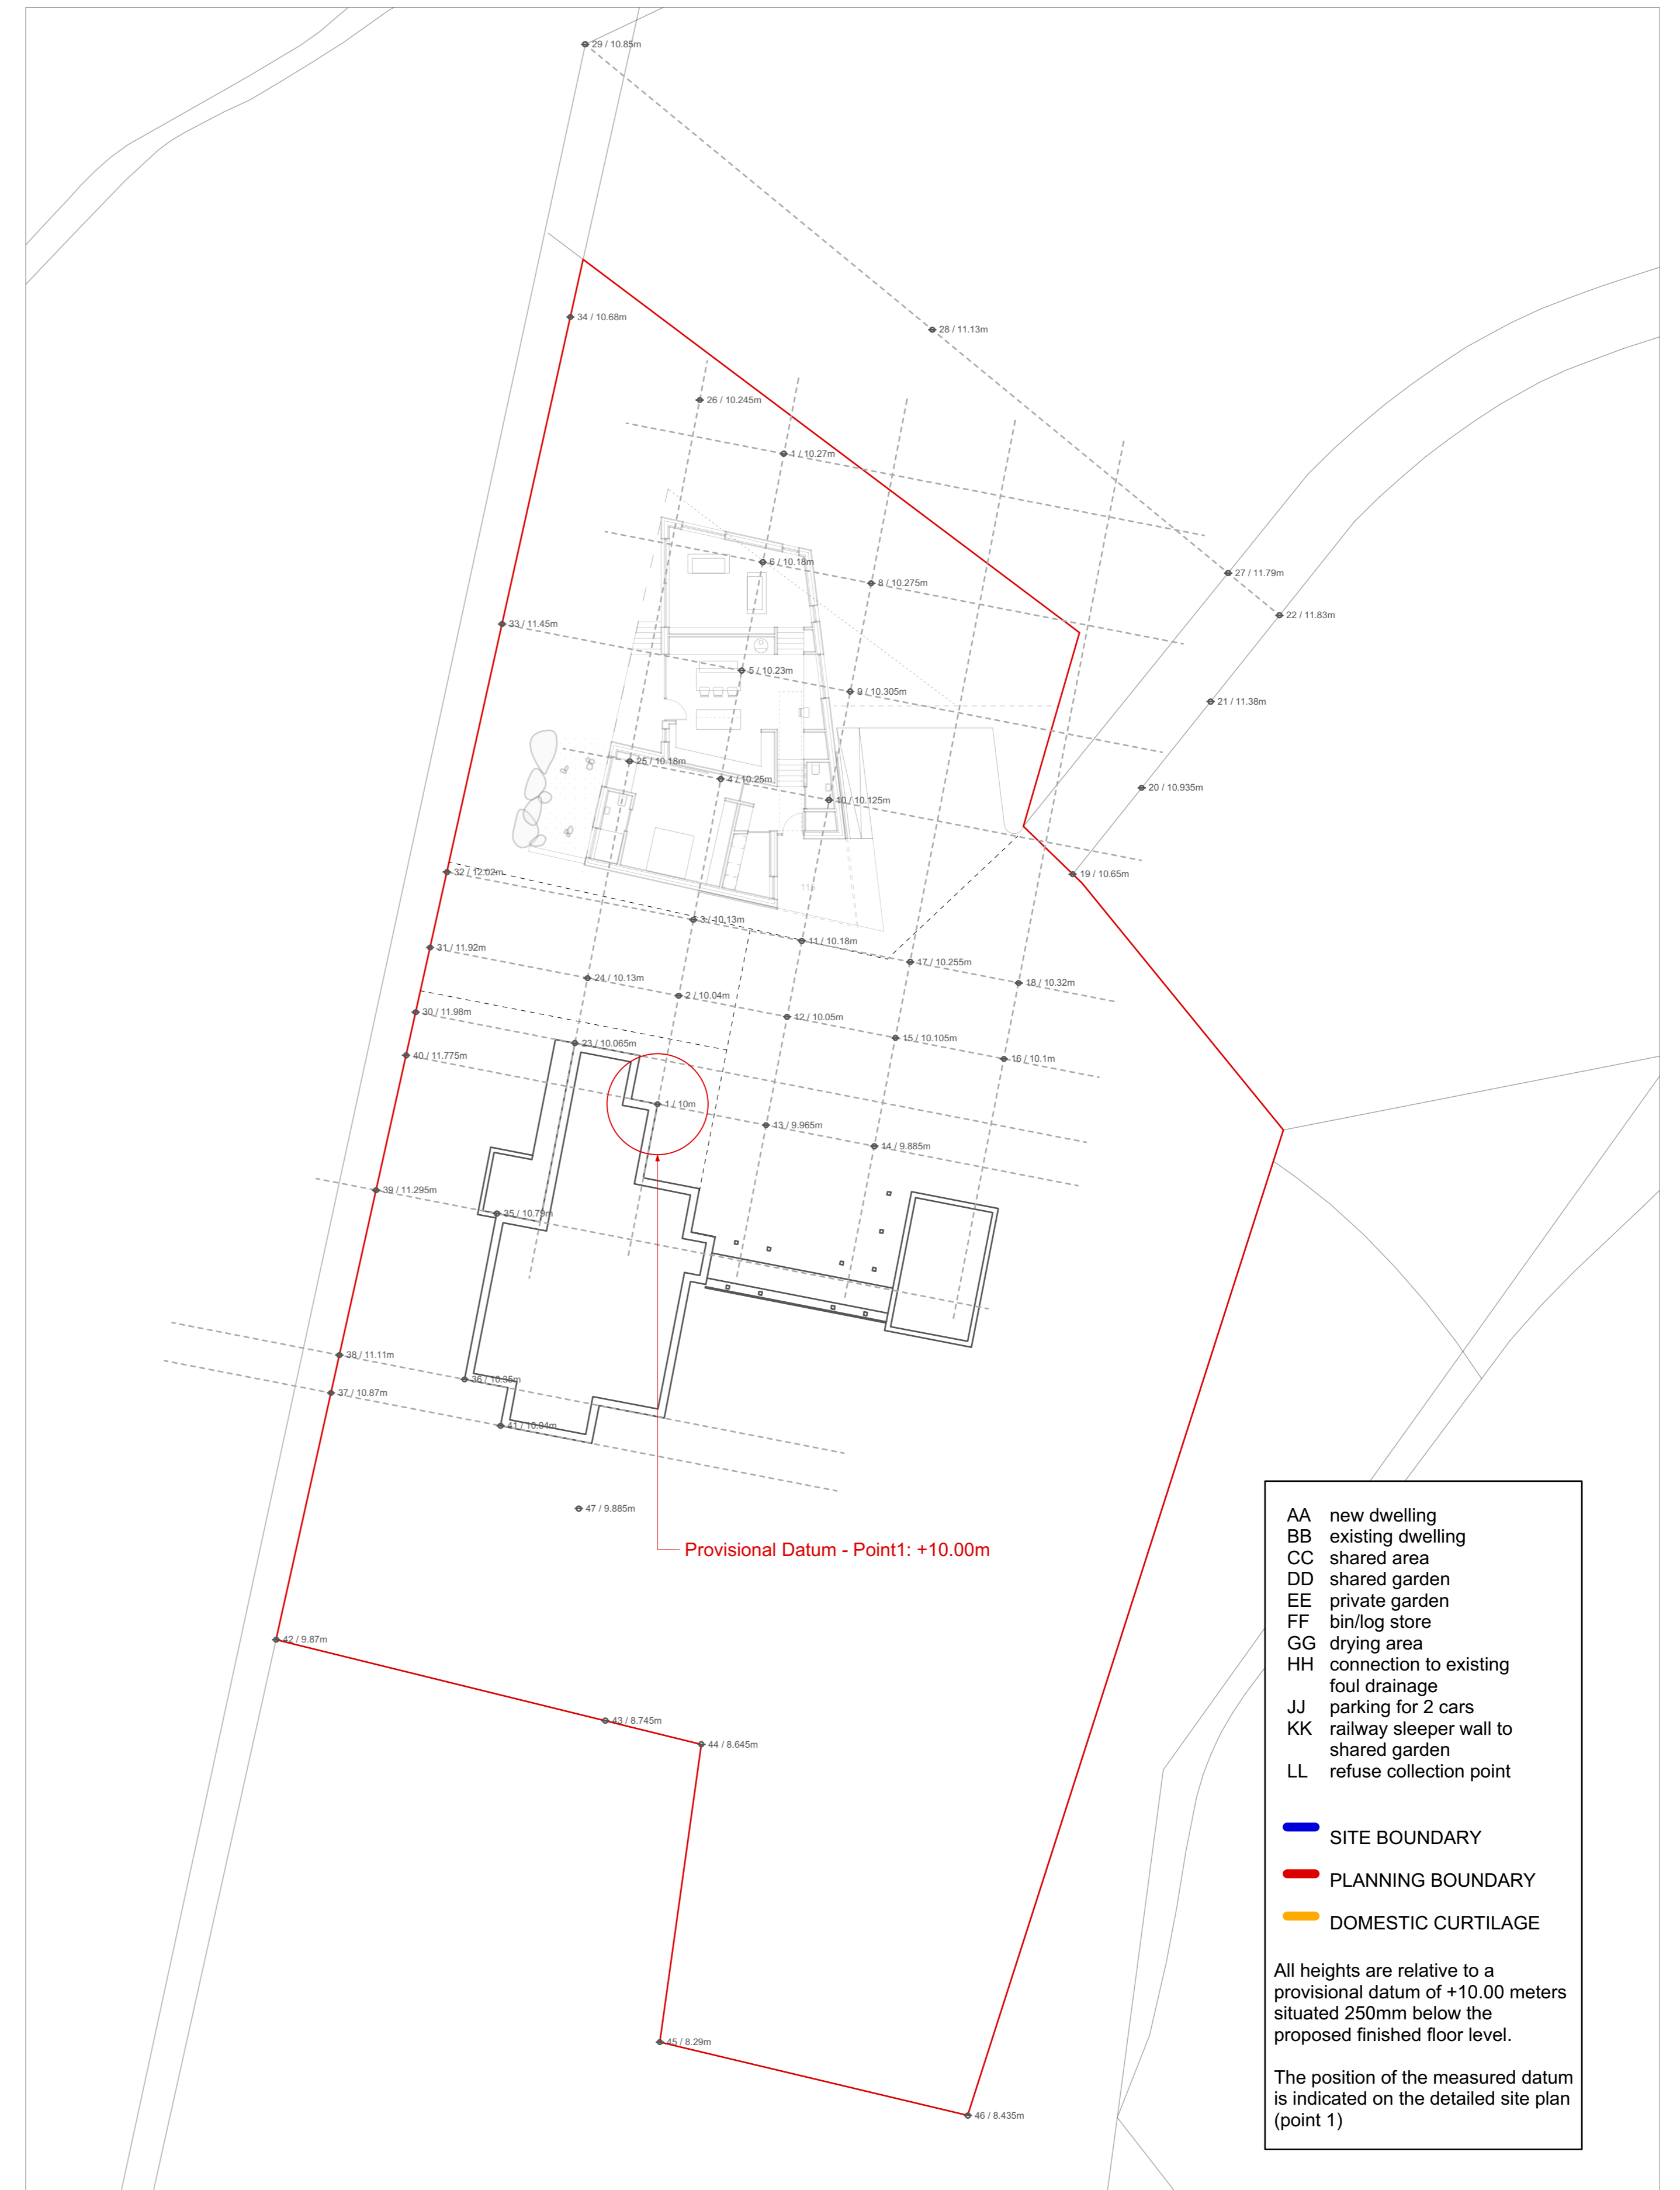 29 / 10.85m
34 / 10.68m
28 / 11.13m
26 / 10.245m
1 / 10.27m
6 / 10.18m
27 / 11.79m
8 / 10.275m
22 / 11.83m
33 / 11.45m
5 / 10.23m
9 / 10.305m
21 / 11.38m
25 / 10.18m
4 / 10.25m
20 / 10.935m
10 / 10.125m
32 / 12.02m
19 / 10.65m
3 / 10.13m
11 / 10.18m
31 / 11.92m
17 / 10.255m
24 / 10.13m
18 / 10.32m
2 / 10.04m
30 / 11.98m
12 / 10.05m
15 / 10.105m
23 / 10.065m
40 / 11.775m
16 / 10.1m
1 / 10m
13 / 9.965m
14 / 9.885m
39 / 11.295m
35 / 10.79m
38 / 11.11m
36 / 10.35m
37 / 10.87m
41 / 10.04m
47 / 9.885m
Provisional Datum - Point1: +10.00m
42 / 9.87m
43 / 8.745m
44 / 8.645m
45 / 8.29m
46 / 8.435m
AA new dwelling
BB existing dwelling
CC shared area
DD shared garden
EE private garden
FF bin/log store
GG drying area
HH connection to existing
foul drainage
JJ parking for 2 cars
KK railway sleeper wall to
shared garden
LL refuse collection point
SITE BOUNDARY
PLANNING BOUNDARY
DOMESTIC CURTILAGE
All heights are relative to a
provisional datum of +10.00 meters
situated 250mm below the
proposed finished floor level.
The position of the measured datum
is indicated on the detailed site plan
(point 1)